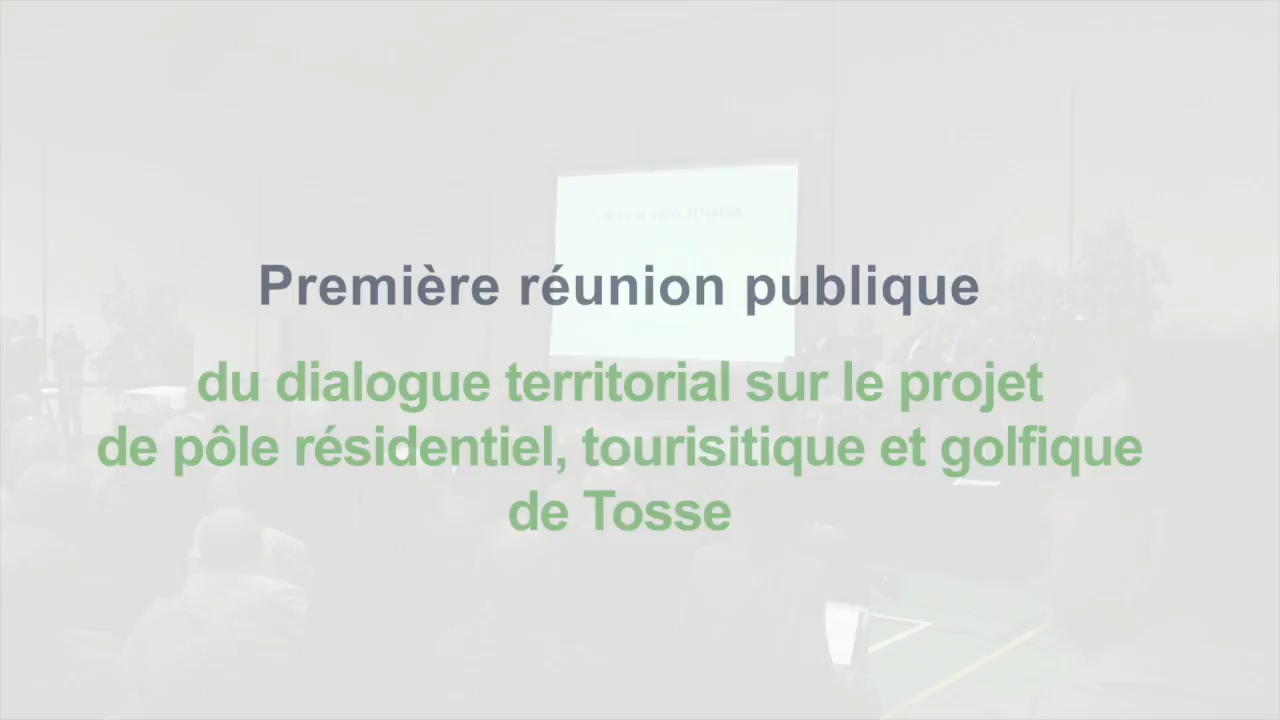 Première réunion publique
du dialogue territorial sur le projet
de pôle résidentiel, tourisitique et golfique
de Tosse